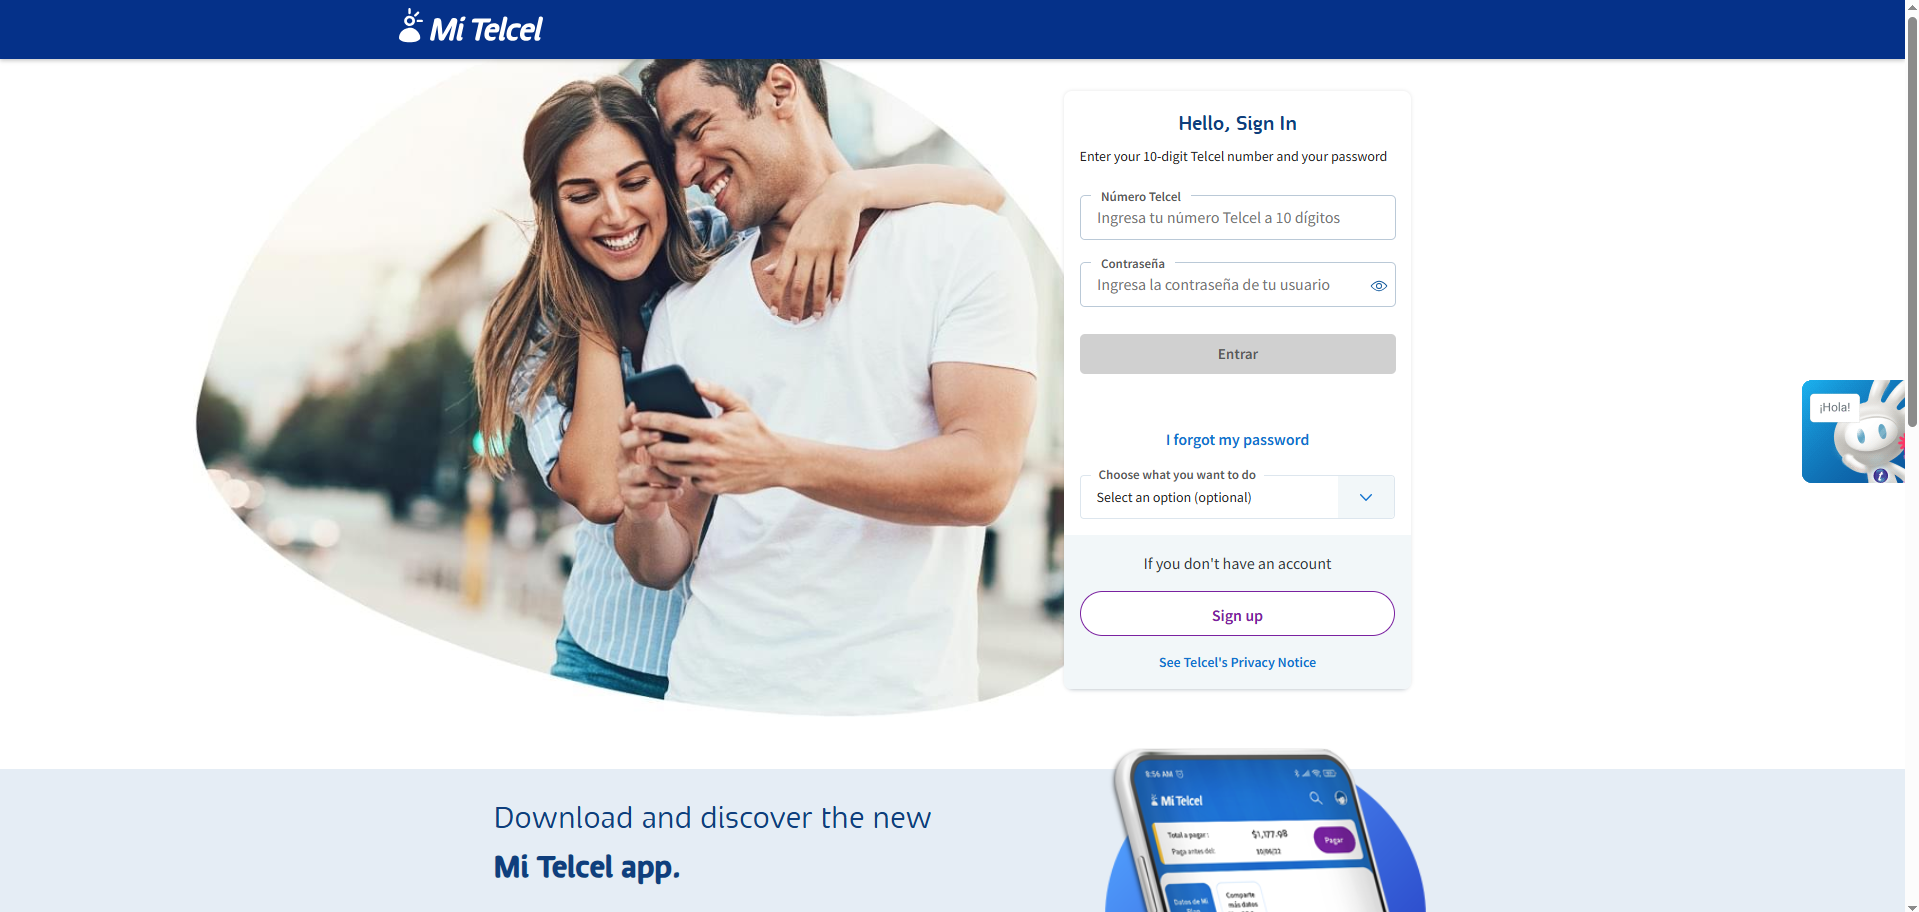 Mi Telcel
Hello, Sign In
Enter your 10-digit Telcel number and your password
Número Telcel
Ingresa tu número Telcel a 10 dígitos
Contraseña
Ingresa la contraseña de tu usuario
Entrar
I forgot my password
Choose what you want to do
Select an option (optional)
If you don't have an account
Sign up
See Telcel's Privacy Notice
¡Hola!
Download and discover the new
Mi Telcel app.
8:56 AM
Mi Telcel
Total a pagar:
$1,177.98
Pagar
Paga antes del:
10/06/22
Datos de Mi
Plan
Comparte
más datos